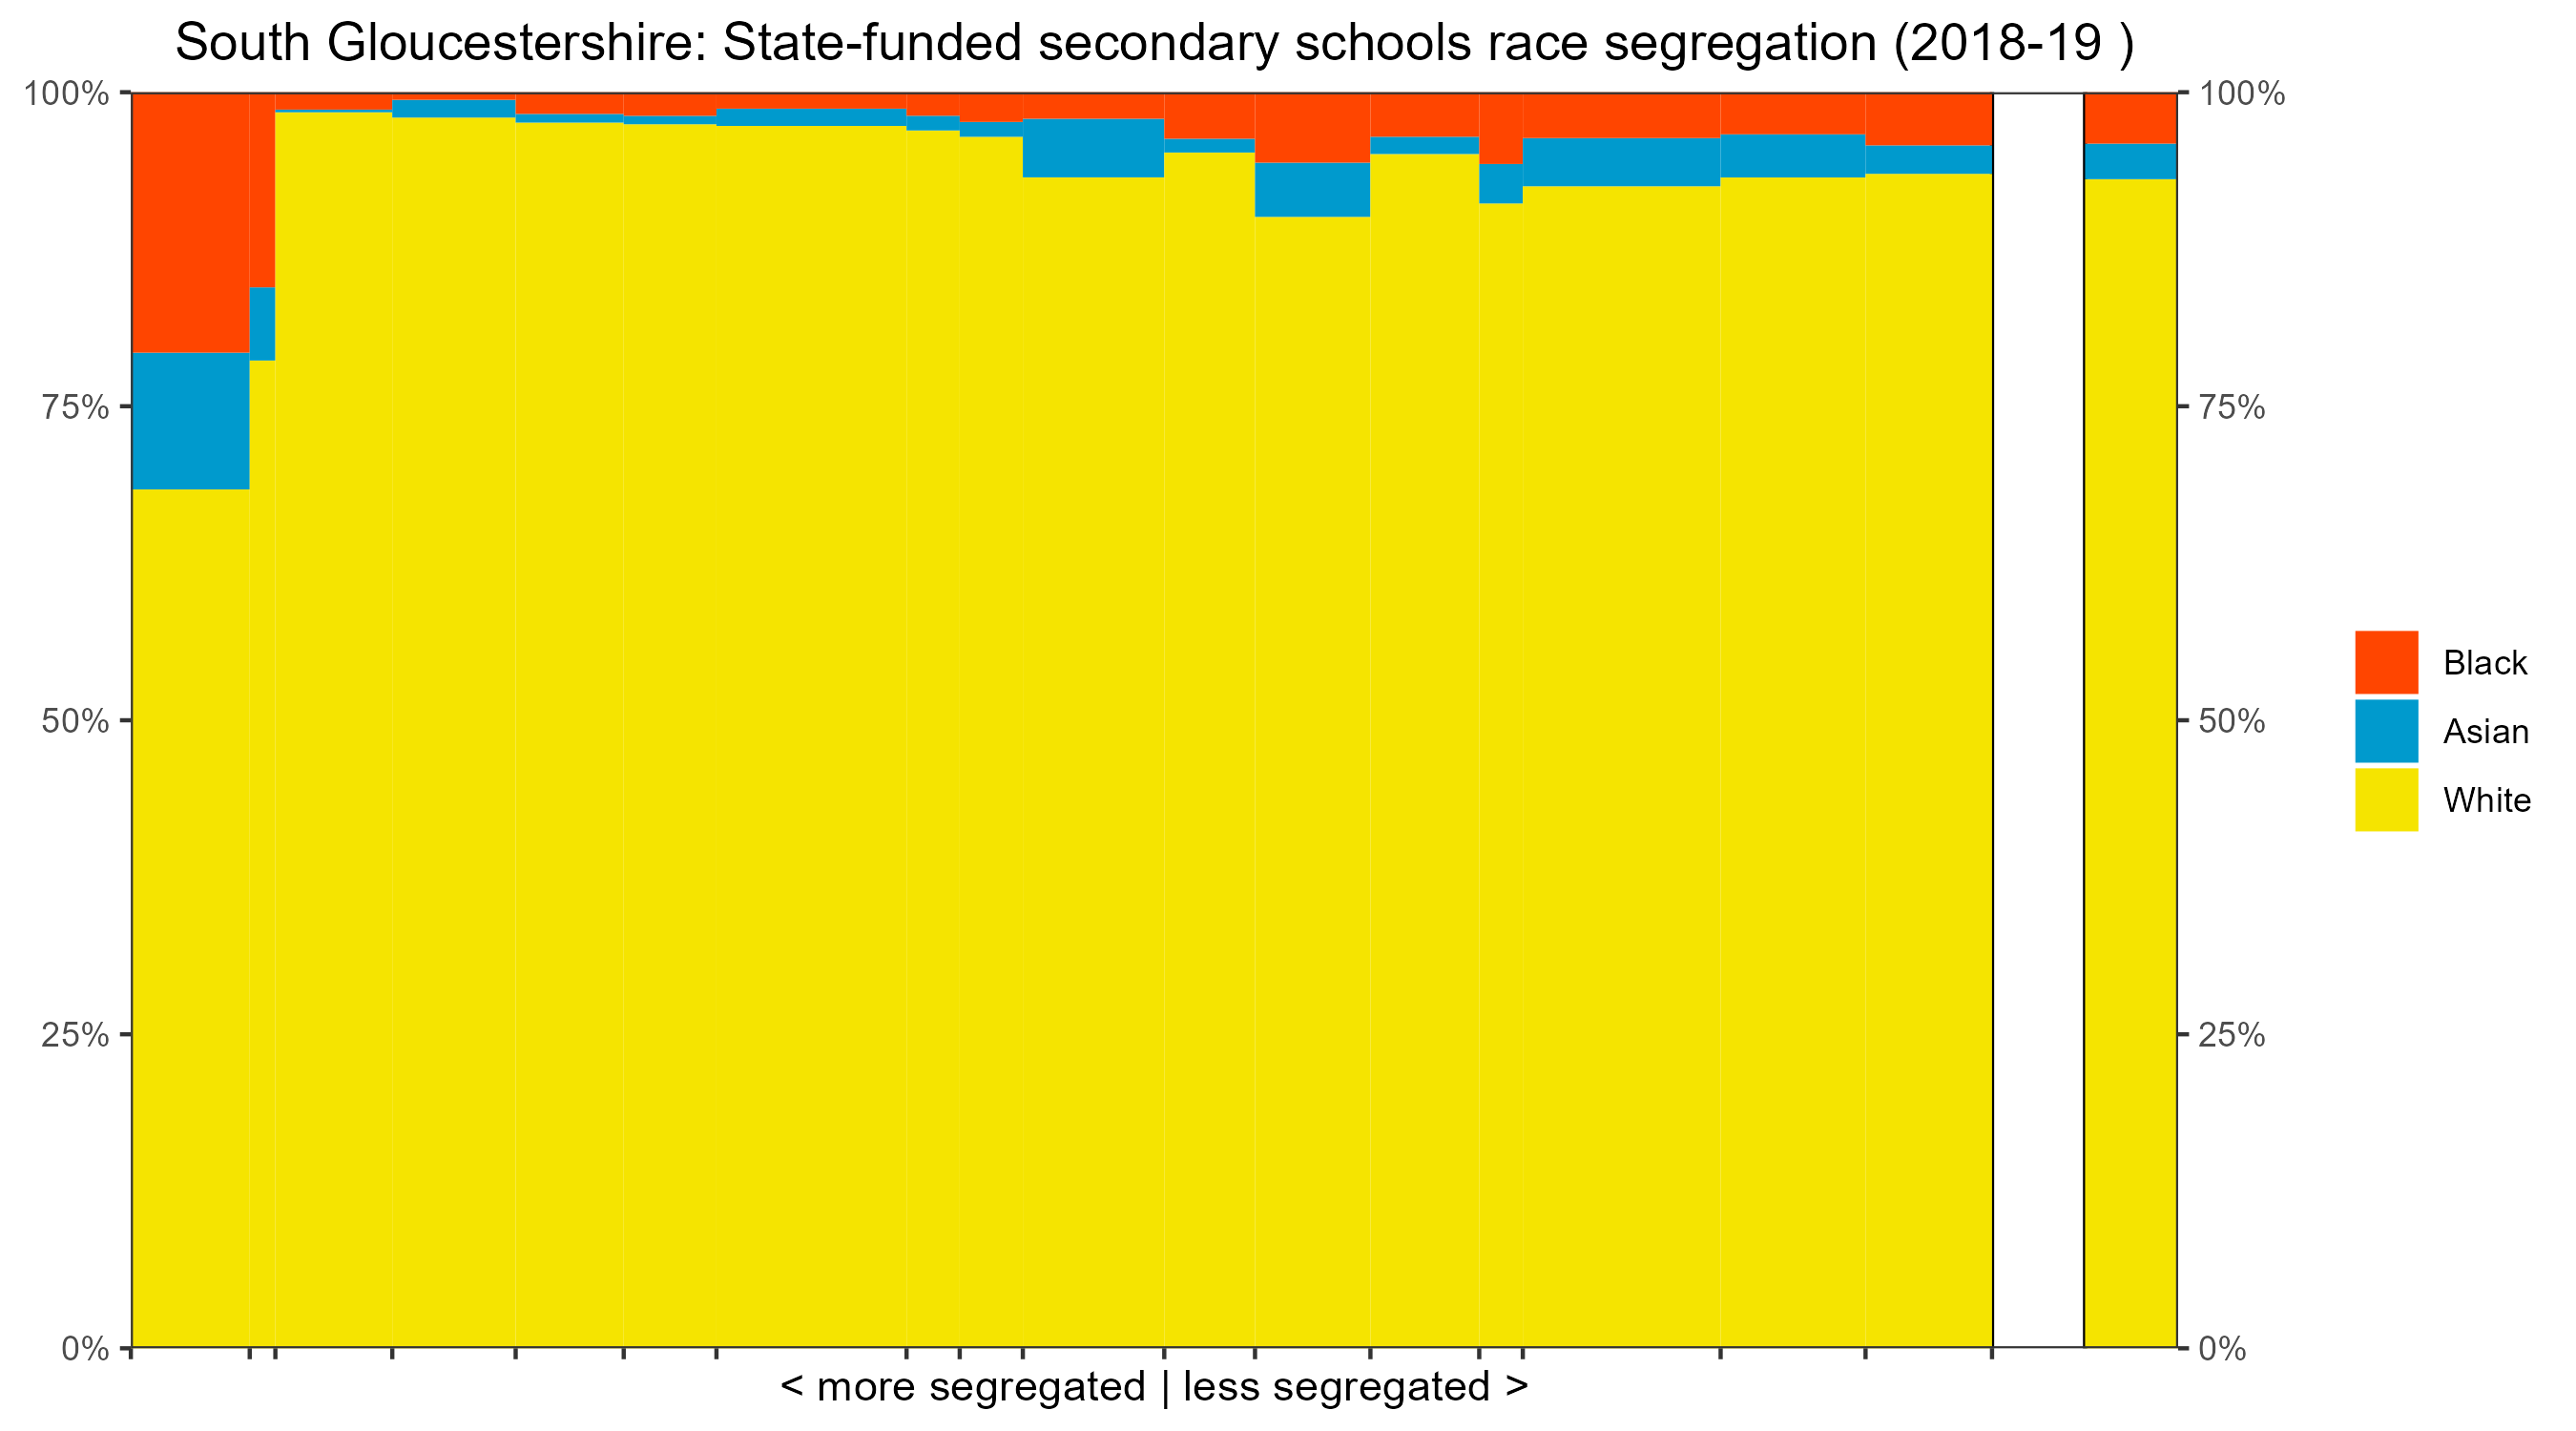 South Gloucestershire: State-funded secondary schools race segregation (2018-19 )
100%
75%
50%
25%
0%
100%
75%
50%
25%
0%
Black
Asian
White
< more segregated | less segregated >